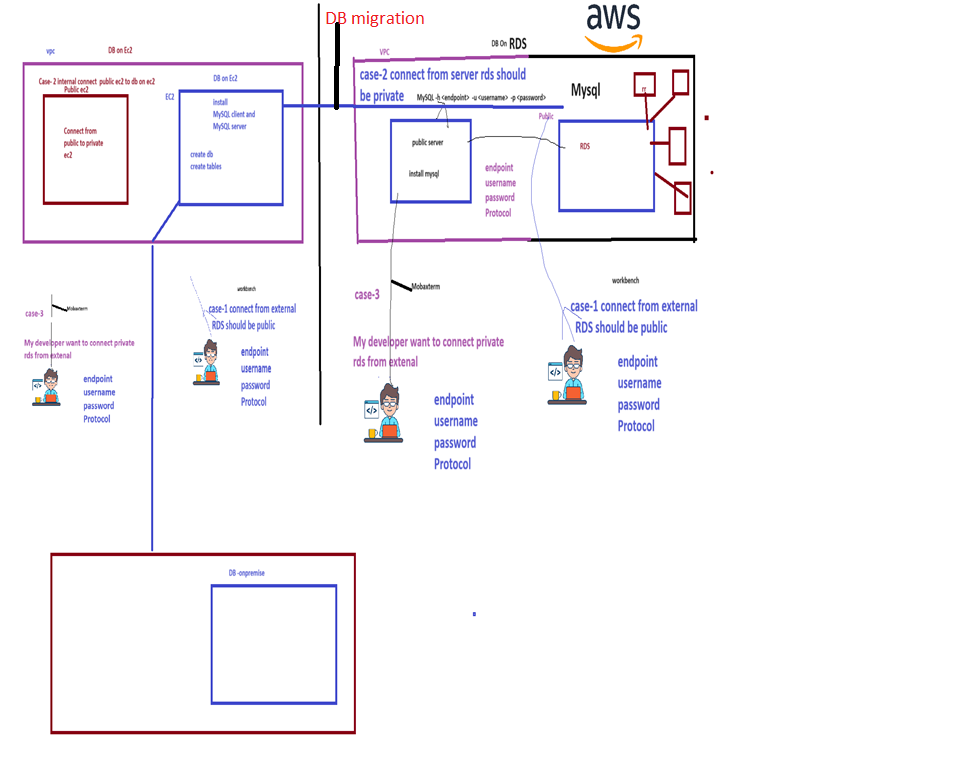 DB migration
aws
vpc
DB on Ec2
VPC
DB On RDS
Case- 2 internal connect public ec2 to db on ec2
Public ec2
EC2
DB on Ec2
Connect from
public to private
ec2
install
MySQL client and
MySQL server
create db
create tables
case-2 connect from server rds should
be private
MySQL -h <endpoint> -u <username> -p <password>
Mysql
Public
public server
install mysql
RDS
endpoint
username
password
Protocol
case-3
Mobaxterm
My developer want to connect private
rds from extenal
endpoint
username
password
Protocol
workbench
case-1 connect from external
RDS should be public
endpoint
username
password
Protocol
case-3
Mobaxterm
My developer want to connect private
rds from extenal
endpoint
username
password
Protocol
workbench
case-1 connect from external
RDS should be public
endpoint
username
password
Protocol
DB -onpremise